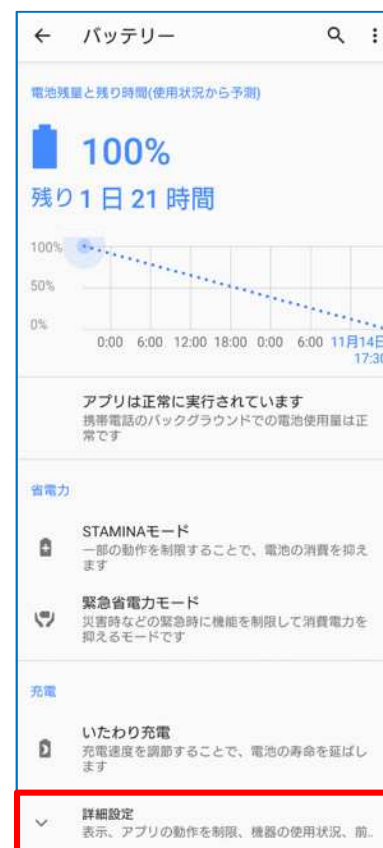 バッテリー
電池残量と残り時間(使用状況から予測)
100%
残り 1 日 21 時間
100%
50%
0%
0:00 6:00 12:00 18:00 0:00 6:00 11月14日
17:30
アプリは正常に実行されています
携帯電話のバックグラウンドでの電池使用量は正
常です
省電力
STAMINAモード
一部の動作を制限することで、電池の消費を抑え
ます
緊急省電力モード
災害時などの緊急時に機能を制限して消費電力を
抑えるモードです
充電
いたわり充電
充電速度を調節することで、電池の寿命を延ばし
ます
詳細設定
表示、アプリの動作を制限、機器の使用状況、前..